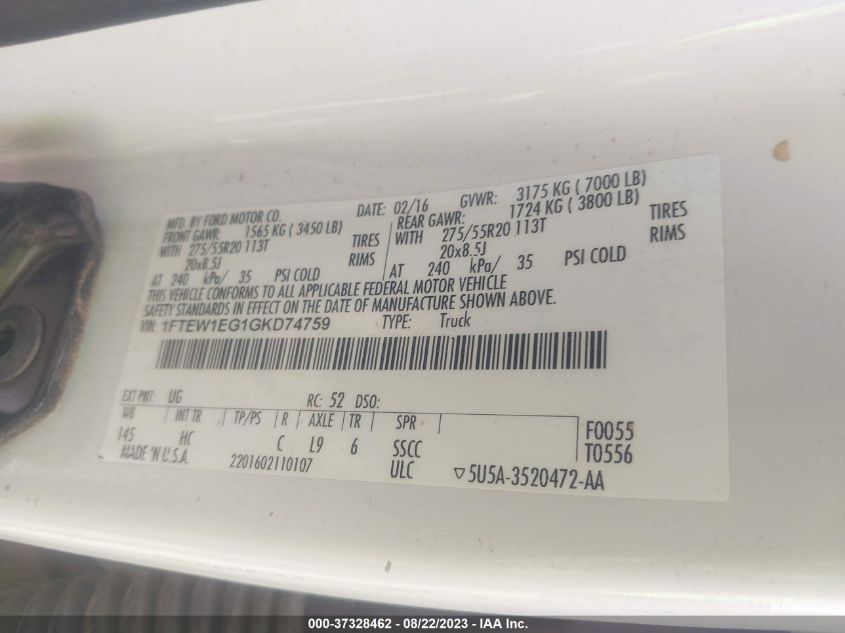 MFD. BY FORD MOTOR CO. DATE: 02/16 GVWR: 3175 KG ( 7000 LB)
FRONT GAWR: 1565 KG ( 3450 LB) REAR GAWR: 1724 KG ( 3800 LB)
WITH 275/55R20 113T TIRES WITH 275/55R20 113T TIRES
20x8.5J RIMS 20x8.5J RIMS
AT 240 kPa/ 35 PSI COLD AT 240 kPa/ 35 PSI COLD
THIS VEHICLE CONFORMS TO ALL APPLICABLE FEDERAL MOTOR VEHICLE
SAFETY STANDARDS IN EFFECT ON THE DATE OF MANUFACTURE SHOWN ABOVE.
VIN: 1FTEW1EG1GKD74759 TYPE: Truck
EXT PNT: UG RC: 52 DSO:
WB INT TR TP/PS R AXLE TR SPR F0055
145 HC C L9 6 SSCC T0556
MADE IN U.S.A. 2201602110107 ULC ▽5U5A-3520472-AA
000-37328462 - 08/22/2023 - IAA Inc.